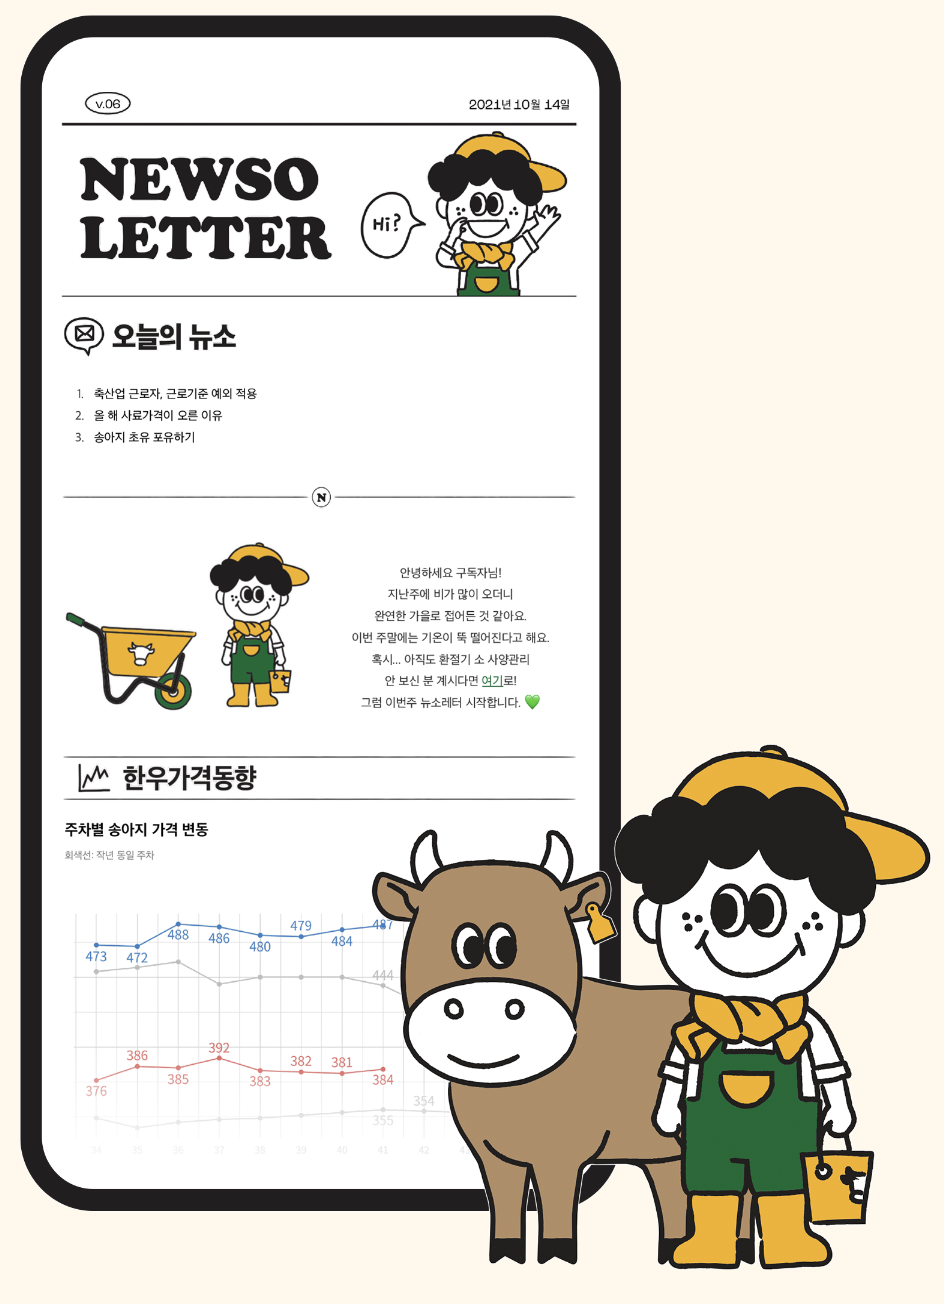 v.06
2021년 10월 14일
NEWSO
LETTER
Hi?
오늘의 뉴소
1. 축산업 근로자, 근로기준 예외 적용
2. 올 해 사료가격이 오른 이유
3. 송아지 초유 포유하기
N
안녕하세요 구독자님!
지난주에 비가 많이 오더니
완연한 가을로 접어든 것 같아요.
이번 주말에는 기온이 뚝 떨어진다고 해요.
혹시... 아직도 환절기 소 사양관리
안 보신 분 계시다면 여기로!
그럼 이번주 뉴소레터 시작합니다. 💚
한우가격동향
주차별 송아지 가격 변동
회색선: 작년 동일 주차
473 472 488 486 480 479 484 487
444
376 386 385 392 383 382 381 384
354
355
34 35 36 37 38 39 40 41 42